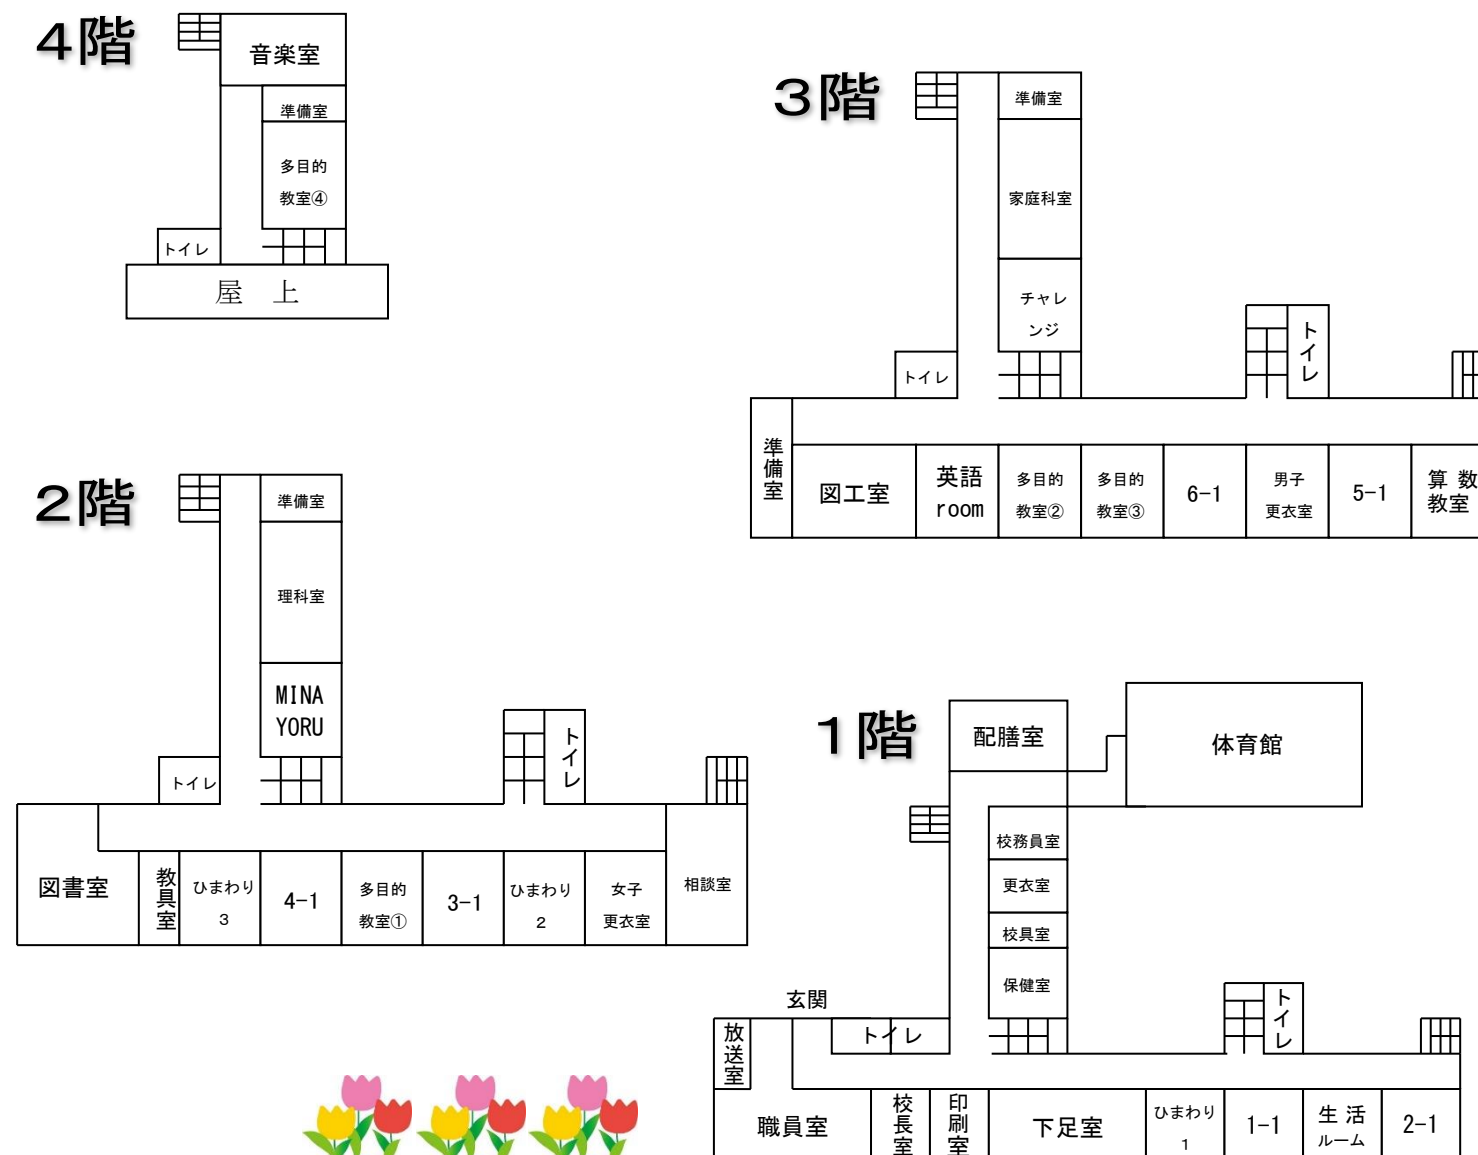 4階
音楽室
準備室
多目的
教室④
トイレ
屋 上
3階
準備室
家庭科室
チャレ
ンジ
トイレ
トイレ
準備室
図工室
英語
room
多目的
教室②
多目的
教室③
6−1
男子
更衣室
5−1
算 数
教室
2階
準備室
理科室
MINA
YORU
トイレ
トイレ
図書室
教具室
ひまわり
3
4−1
多目的
教室①
3−1
ひまわり
2
女子
更衣室
相談室
1階
配膳室
体育館
校務員室
更衣室
校具室
保健室
玄関
放送室
トイレ
トイレ
職員室
校長室
印刷室
下足室
ひまわり
1
1−1
生 活
ルーム
2−1